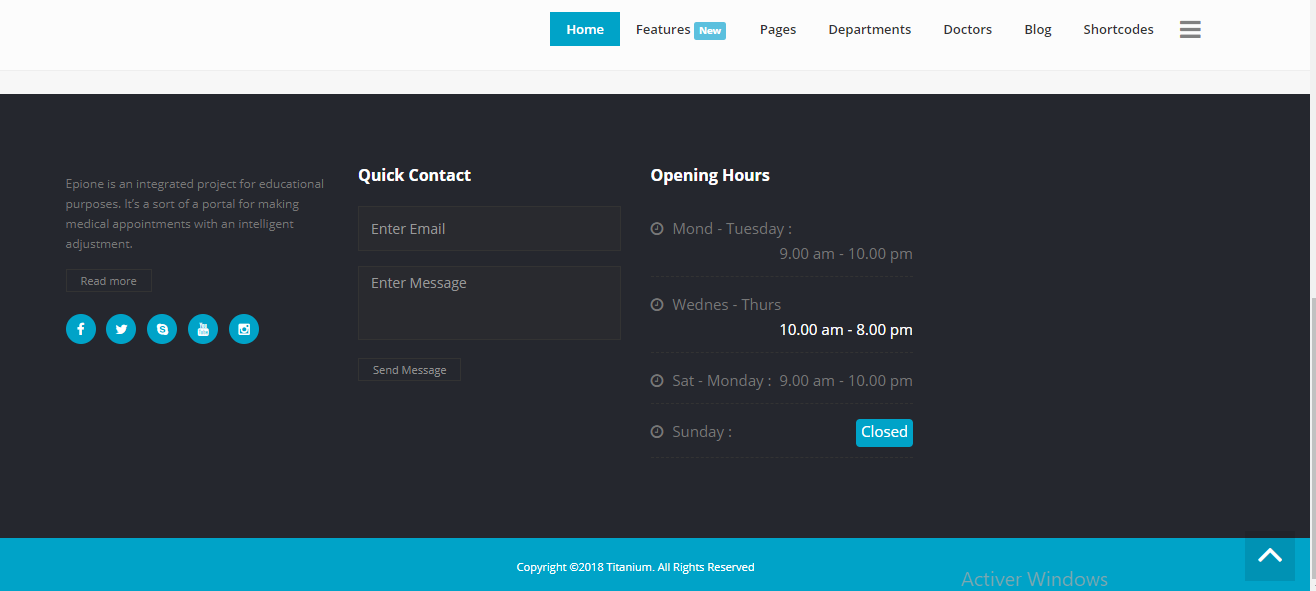 Home Features New Pages Departments Doctors Blog Shortcodes
Epione is an integrated project for educational
purposes. It's a sort of a portal for making
medical appointments with an intelligent
adjustment.
Read more
Quick Contact
Enter Email
Enter Message
Send Message
Opening Hours
Mond - Tuesday :
9.00 am - 10.00 pm
Wednes - Thurs
10.00 am - 8.00 pm
Sat - Monday : 9.00 am - 10.00 pm
Sunday : Closed
Copyright ©2018 Titanium. All Rights Reserved
Activer Windows